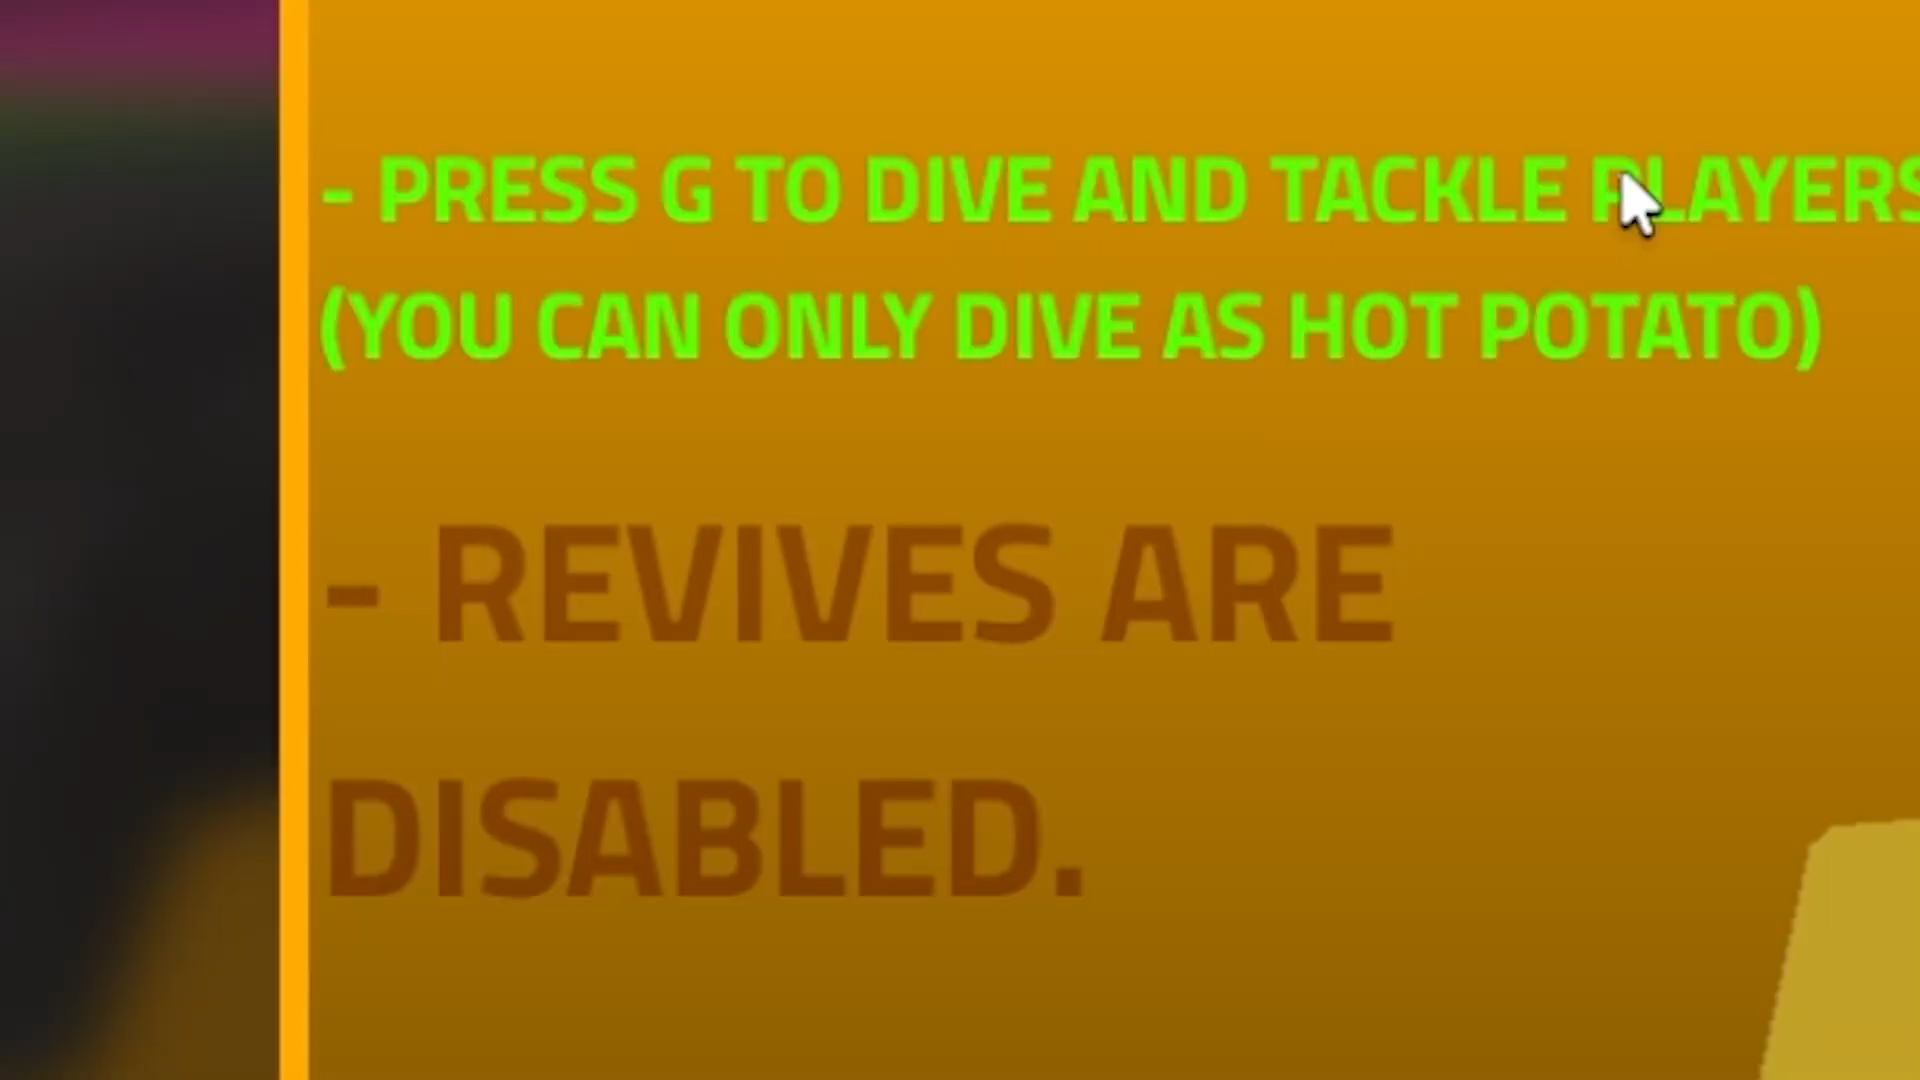 - PRESS G TO DIVE AND TACKLE PLAYERS
(YOU CAN ONLY DIVE AS HOT POTATO)
- REVIVES ARE
DISABLED.